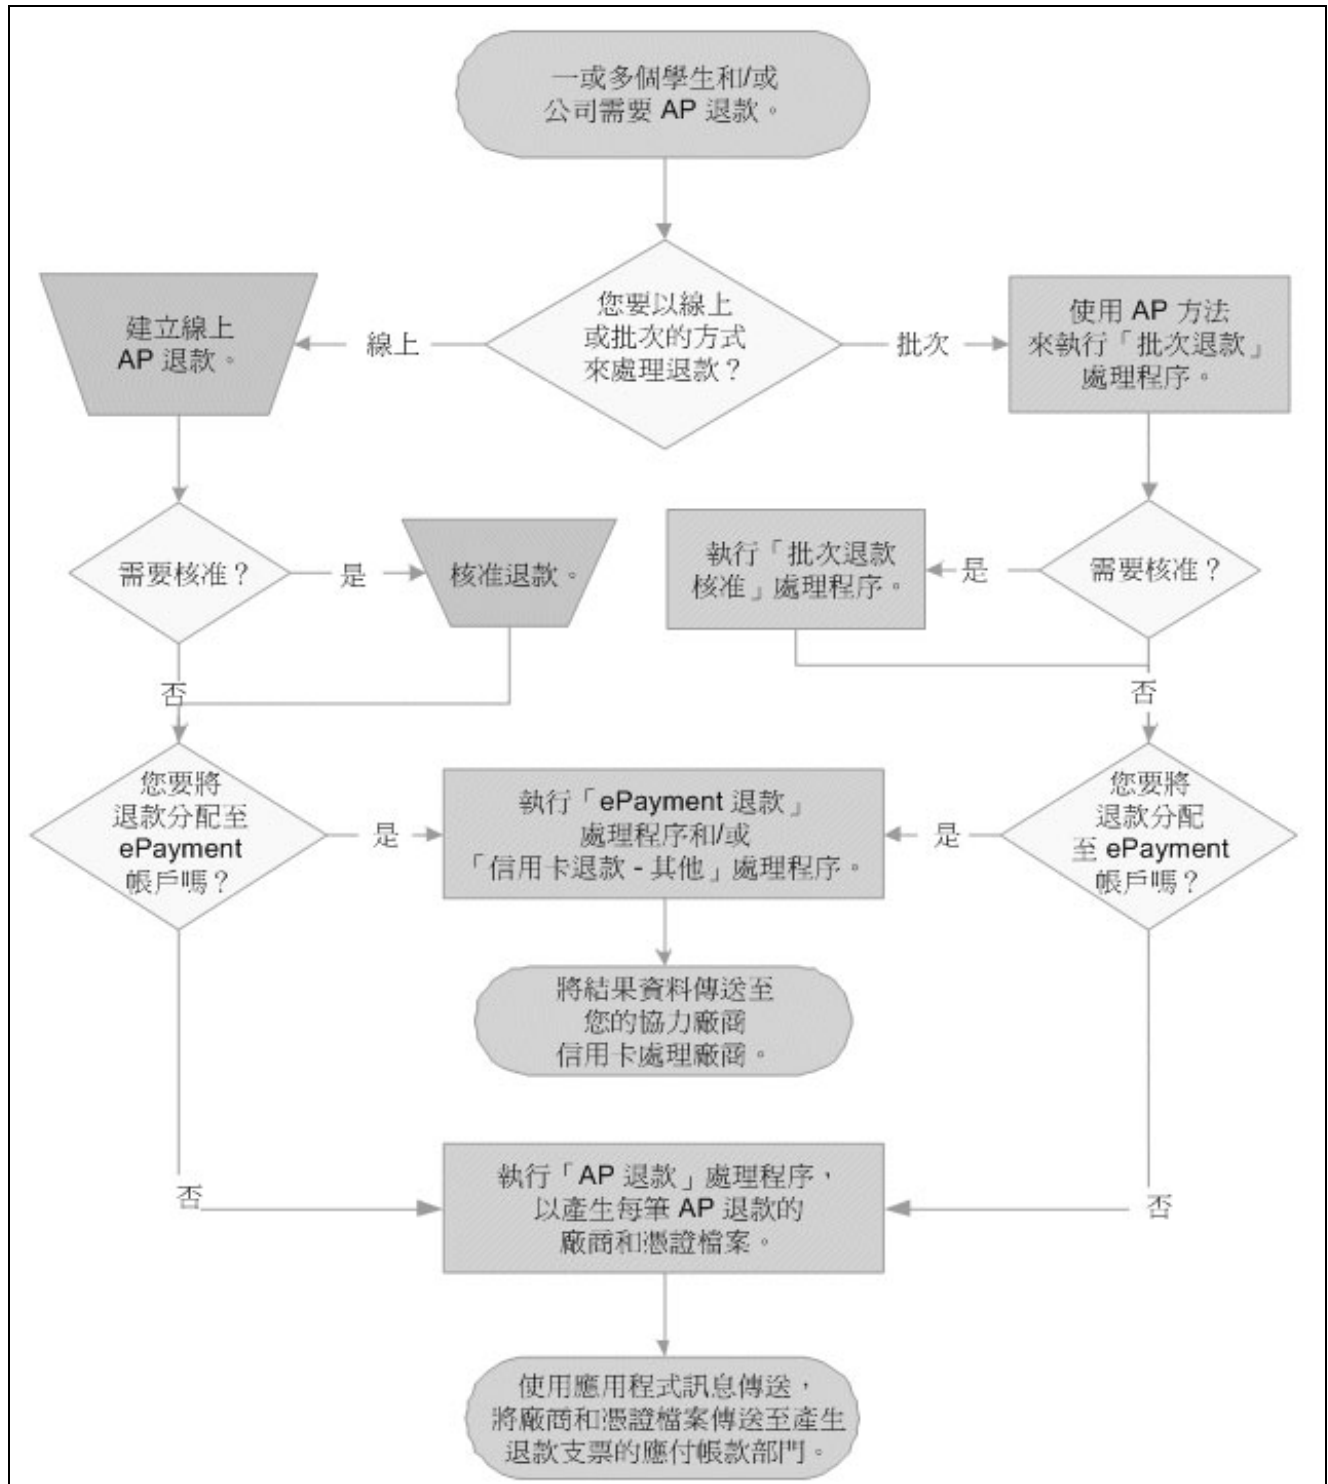 一或多個學生和/或
公司需要 AP 退款。
您要以線上
或批次的方式
來處理退款？
線上
批次
建立線上
AP 退款。
使用 AP 方法
來執行「批次退款」
處理程序。
需要核准？
是
核准退款。
執行「批次退款
核准」處理程序。
是
需要核准？
否
否
您要將
退款分配至
ePayment
帳戶嗎？
是
執行「ePayment 退款」
處理程序和/或
「信用卡退款 - 其他」處理程序。
是
您要將
退款分配
至 ePayment
帳戶嗎？
將結果資料傳送至
您的協力廠商
信用卡處理廠商。
否
執行「AP 退款」處理程序，
以產生每筆 AP 退款的
廠商和憑證檔案。
否
使用應用程式訊息傳送，
將廠商和憑證檔案傳送至產生
退款支票的應付帳款部門。